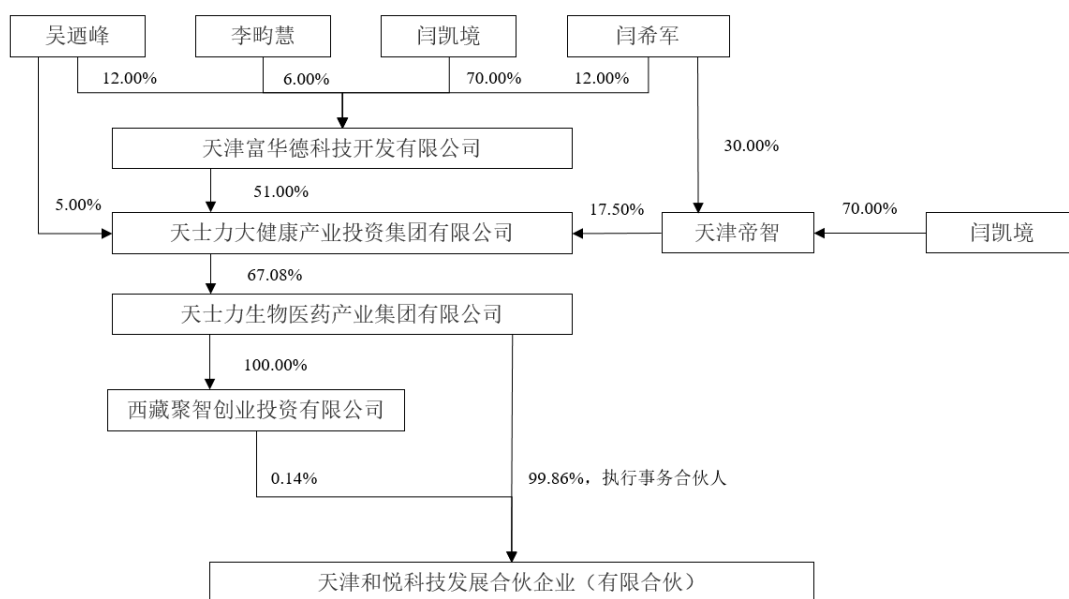 吴迺峰
李畇慧
闫凯境
闫希军
12.00%
6.00%
70.00%
12.00%
天津富华德科技开发有限公司
30.00%
51.00%
5.00%
17.50%
70.00%
天士力大健康产业投资集团有限公司
天津帝智
闫凯境
67.08%
天士力生物医药产业集团有限公司
100.00%
西藏聚智创业投资有限公司
0.14%
99.86%，执行事务合伙人
天津和悦科技发展合伙企业（有限合伙）